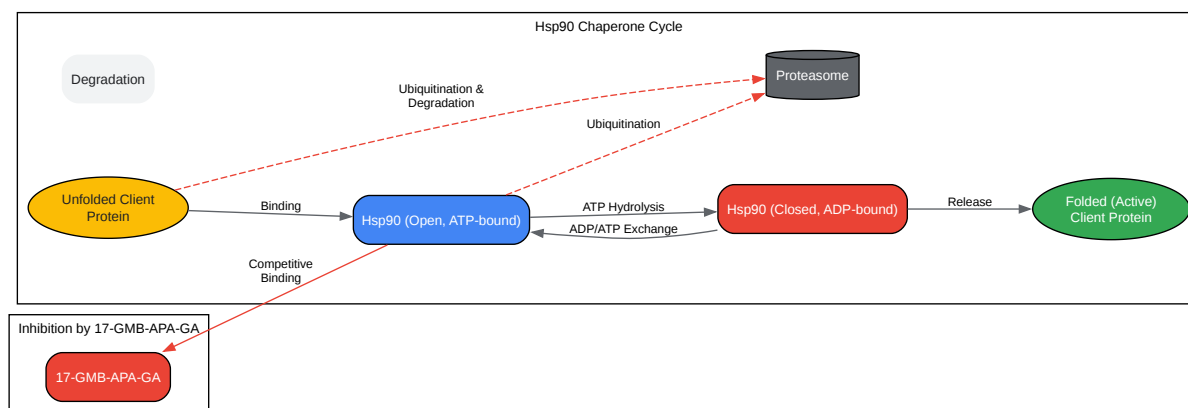 Hsp90 Chaperone Cycle
Degradation
Proteasome
Ubiquitination &
Degradation
Ubiquitination
Unfolded Client
Protein
Binding
Hsp90 (Open, ATP-bound)
ATP Hydrolysis
ADP/ATP Exchange
Hsp90 (Closed, ADP-bound)
Release
Folded (Active)
Client Protein
Competitive
Binding
Inhibition by 17-GMB-APA-GA
17-GMB-APA-GA